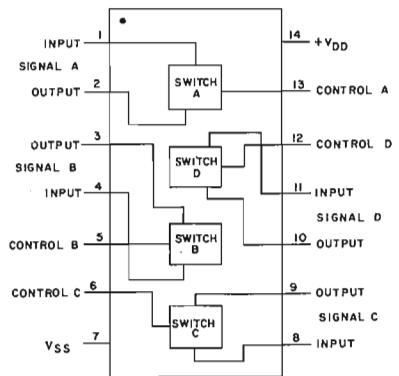 1
INPUT
SIGNAL A
2
OUTPUT
3
OUTPUT
SIGNAL B
4
INPUT
5
CONTROL B
6
CONTROL C
7
VSS
SWITCH
A
SWITCH
D
SWITCH
B
SWITCH
C
14
+VDD
13
CONTROL A
12
CONTROL D
11
INPUT
SIGNAL D
10
OUTPUT
9
OUTPUT
SIGNAL C
8
INPUT